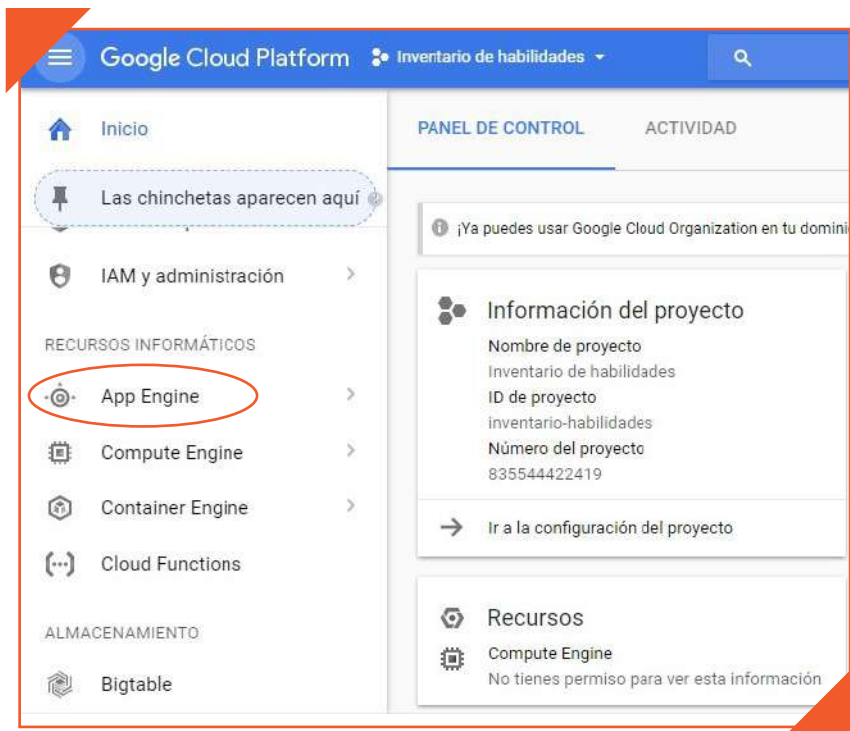 Google Cloud Platform Inventario de habilidades
Inicio
Las chinchetas aparecen aquí
IAM y administración
RECURSOS INFORMÁTICOS
App Engine
Compute Engine
Container Engine
Cloud Functions
ALMACENAMIENTO
Bigtable
PANEL DE CONTROL ACTIVIDAD
¡Ya puedes usar Google Cloud Organization en tu domini
Información del proyecto
Nombre de proyecto
Inventario de habilidades
ID de proyecto
inventario-habilidades
Número del proyecto
835544422419
Ir a la configuración del proyecto
Recursos
Compute Engine
No tienes permiso para ver esta información